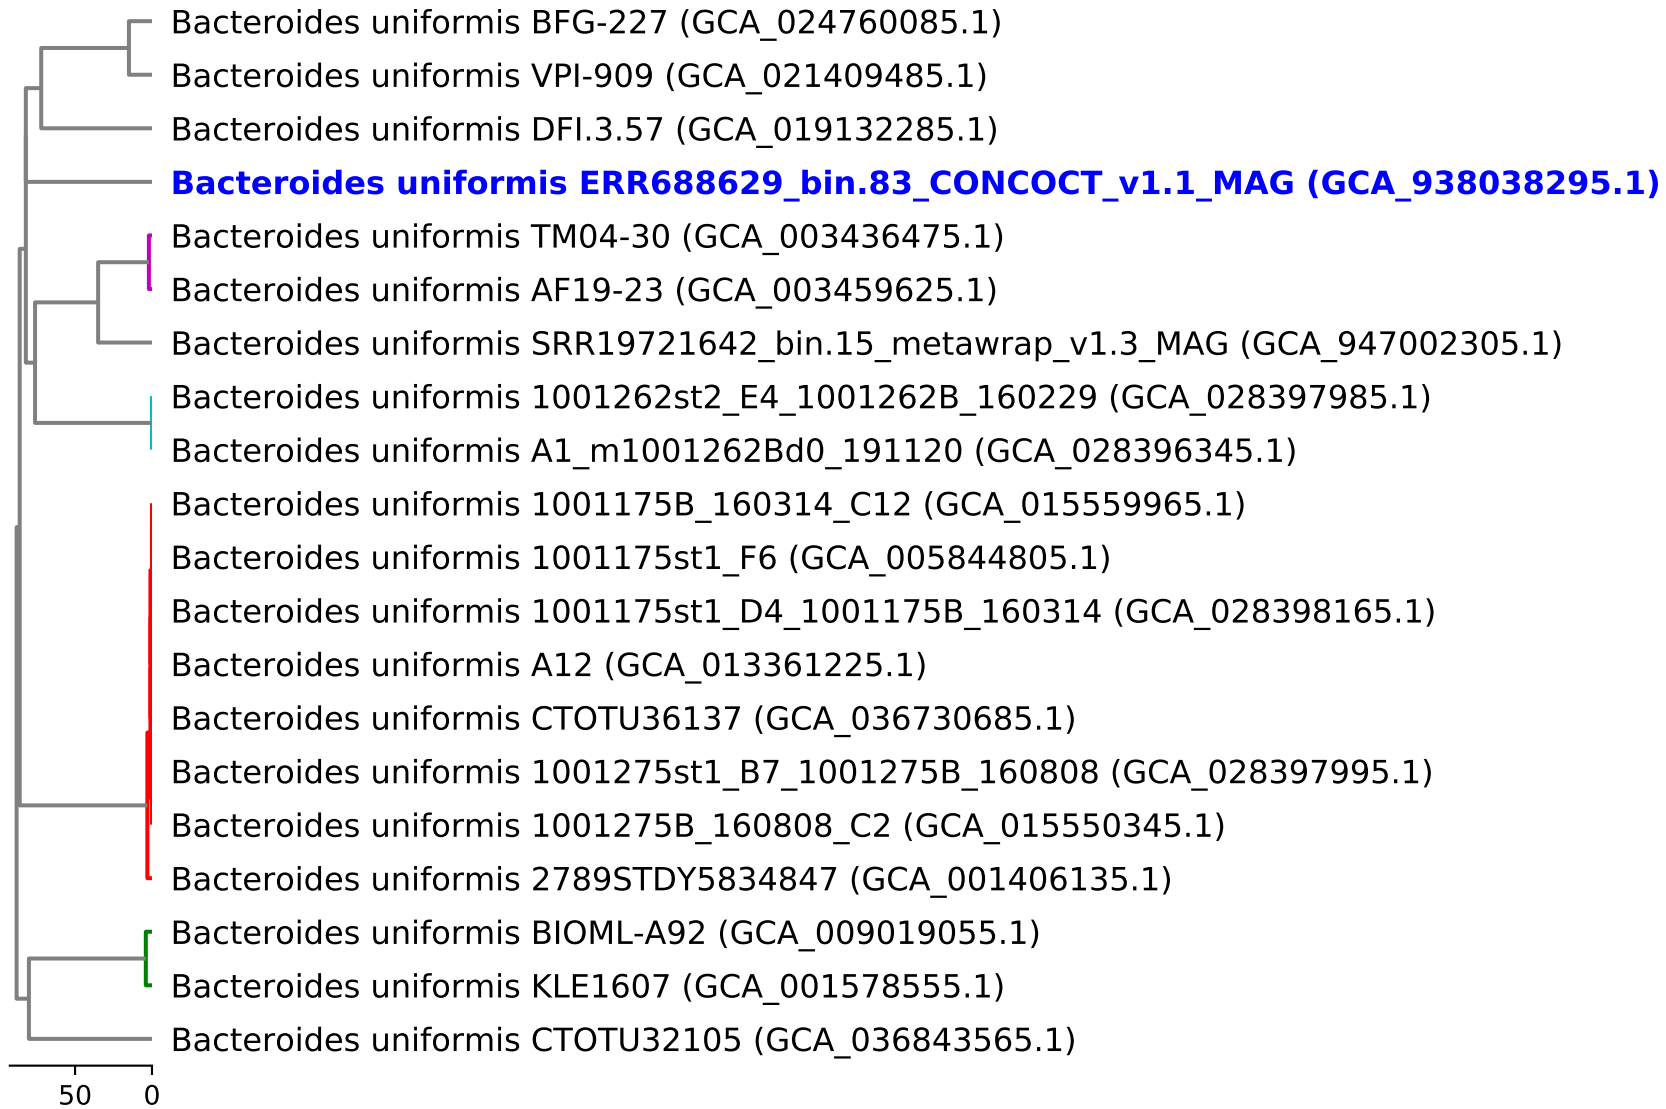 Bacteroides uniformis BFG-227 (GCA_024760085.1)
Bacteroides uniformis VPI-909 (GCA_021409485.1)
Bacteroides uniformis DFI.3.57 (GCA_019132285.1)
Bacteroides uniformis ERR688629_bin.83_CONCOCT_v1.1_MAG (GCA_938038295.1)
Bacteroides uniformis TM04-30 (GCA_003436475.1)
Bacteroides uniformis AF19-23 (GCA_003459625.1)
Bacteroides uniformis SRR19721642_bin.15_metawrap_v1.3_MAG (GCA_947002305.1)
Bacteroides uniformis 1001262st2_E4_1001262B_160229 (GCA_028397985.1)
Bacteroides uniformis A1_m1001262Bd0_191120 (GCA_028396345.1)
Bacteroides uniformis 1001175B_160314_C12 (GCA_015559965.1)
Bacteroides uniformis 1001175st1_F6 (GCA_005844805.1)
Bacteroides uniformis 1001175st1_D4_1001175B_160314 (GCA_028398165.1)
Bacteroides uniformis A12 (GCA_013361225.1)
Bacteroides uniformis CTOTU36137 (GCA_036730685.1)
Bacteroides uniformis 1001275st1_B7_1001275B_160808 (GCA_028397995.1)
Bacteroides uniformis 1001275B_160808_C2 (GCA_015550345.1)
Bacteroides uniformis 2789STDY5834847 (GCA_001406135.1)
Bacteroides uniformis BIOML-A92 (GCA_009019055.1)
Bacteroides uniformis KLE1607 (GCA_001578555.1)
Bacteroides uniformis CTOTU32105 (GCA_036843565.1)
50 0